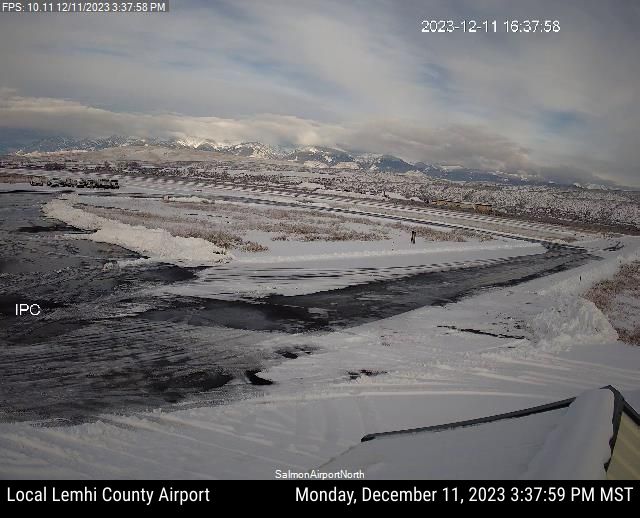 FPS: 10.11 12/11/2023 3:37:58 PM
2023-12-11 16:37:58
IPC
SalmonAirportNorth
Local Lemhi County Airport
Monday, December 11, 2023 3:37:59 PM MST